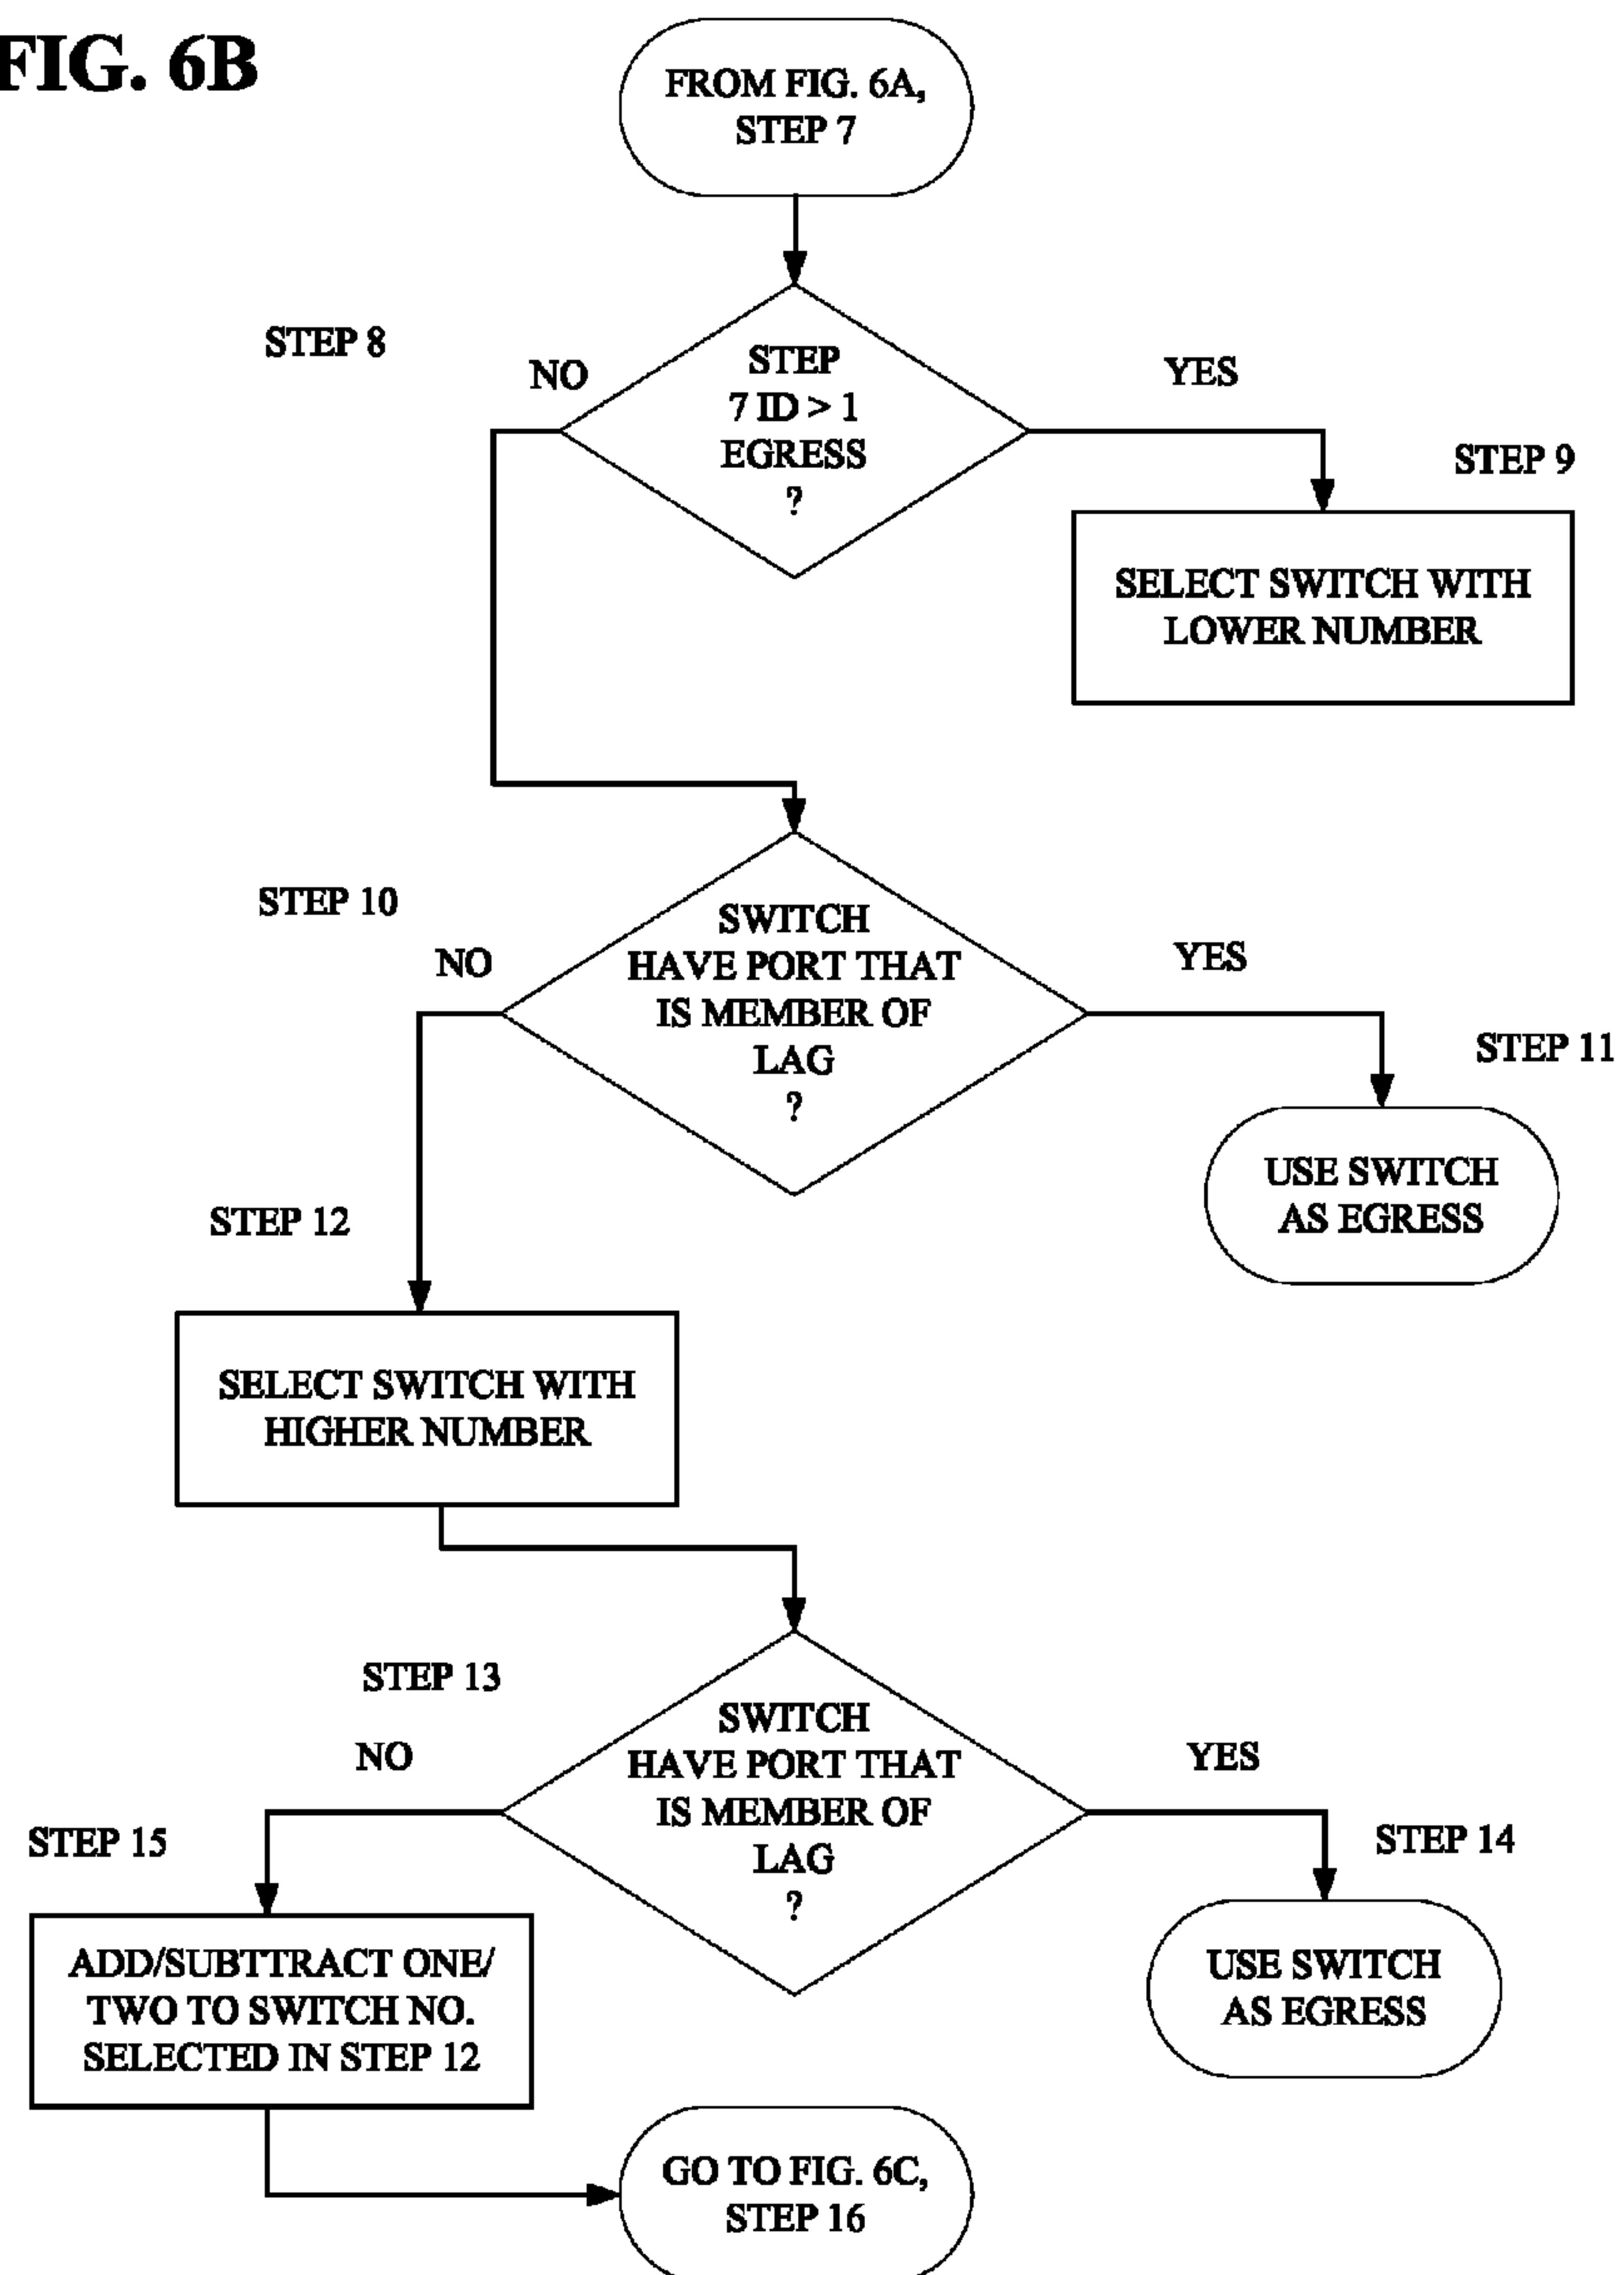 FIG. 6B
FROM FIG. 6A,
STEP 7
STEP 8
NO
STEP
7 ID > 1
EGRESS
?
YES
STEP 9
SELECT SWITCH WITH
LOWER NUMBER
STEP 10
NO
SWITCH
HAVE PORT THAT
IS MEMBER OF
LAG
?
YES
STEP 11
USE SWITCH
AS EGRESS
STEP 12
SELECT SWITCH WITH
HIGHER NUMBER
STEP 13
NO
SWITCH
HAVE PORT THAT
IS MEMBER OF
LAG
?
YES
STEP 14
USE SWITCH
AS EGRESS
STEP 15
ADD/SUBTTRACT ONE/
TWO TO SWITCH NO.
SELECTED IN STEP 12
GO TO FIG. 6C,
STEP 16